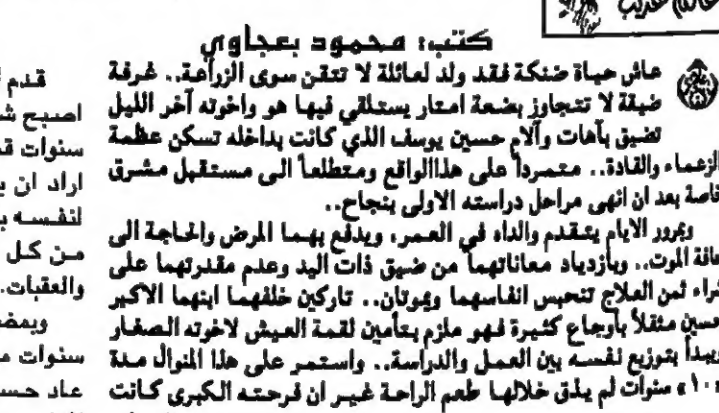 عالم غريب
كتب: محمود بعجاوي
عاش حياة ضنكة فقد ولد لعائلة لا تتقن سوى الزراعة.. غرفة
ضيقة لا تتجاوز بضعة امتار يستلقي فيها هو واخوته آخر الليل
تضيق بآهات وآلام حسين يوسف الذي كانت بداخله تسكن عظمة
الزعماء والقادة.. متمرداً على هذاالواقع ومتطلعاً الى مستقبل مشرق
خاصة بعد ان انهى مراحل دراسته الاولى بنجاح..
وبمرور الايام يتقدم والداه في العمر، ويدفع بهما المرض والحاجة الى
حافة الموت.. وبازدياد معاناتهما من ضيق ذات اليد وعدم مقدرتهما على
شراء ثمن العلاج تنحبس انفاسهما ويموتان.. تاركين خلفهما ابنهما الاكبر
حسين مثقلاً بأوجاع كثيرة فهو ملزم بتأمين لقمة العيش لاخوته الصغار
ويبدأ بتوزيع نفسه بين العمل والدراسة.. واستمر على هذا المنوال مدة
«١٠» سنوات لم يذق خلالها طعم الراحة غير ان فرحته الكبرى كانت
قدم
اصبح
سنوات
اراد ان
لنفسه
من كل
والعقبات.
سنوات
عاد